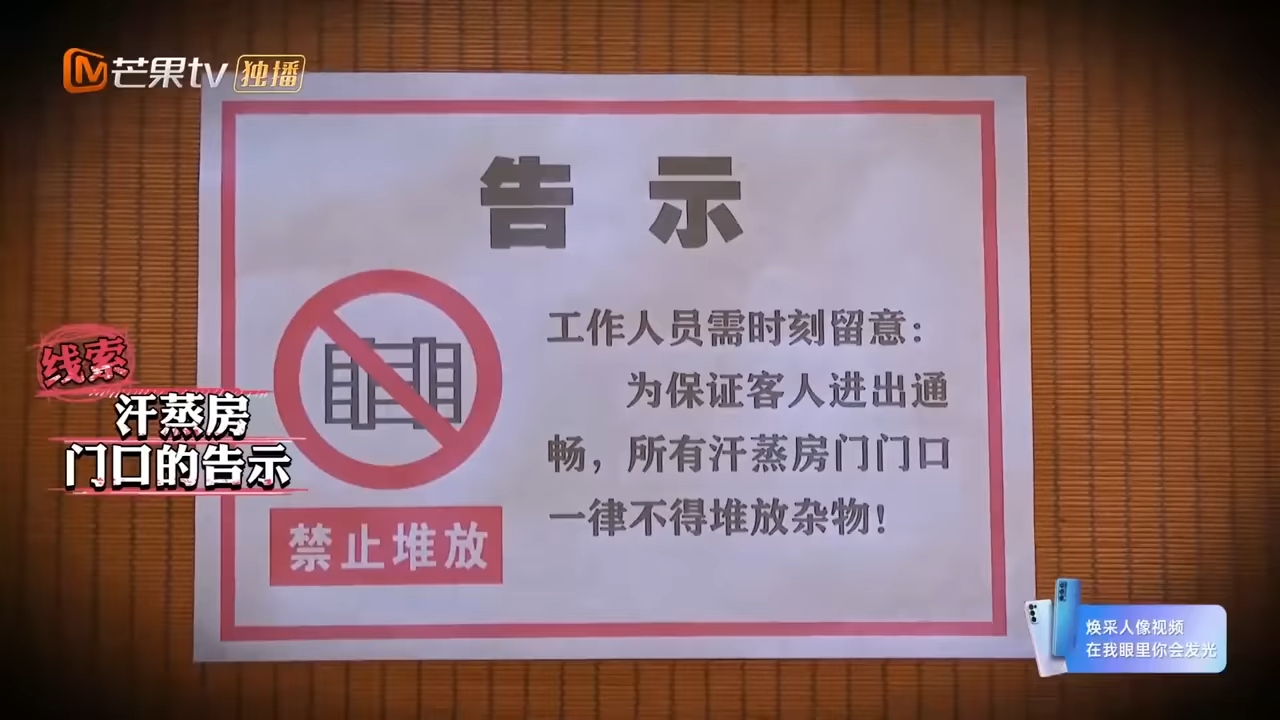 芒果tv 独播
告示
工作人员需时刻留意：
为保证客人进出通
畅，所有汗蒸房门门口
一律不得堆放杂物！
禁止堆放
线索
汗蒸房
门口的告示
焕采人像视频
在我眼里你会发光